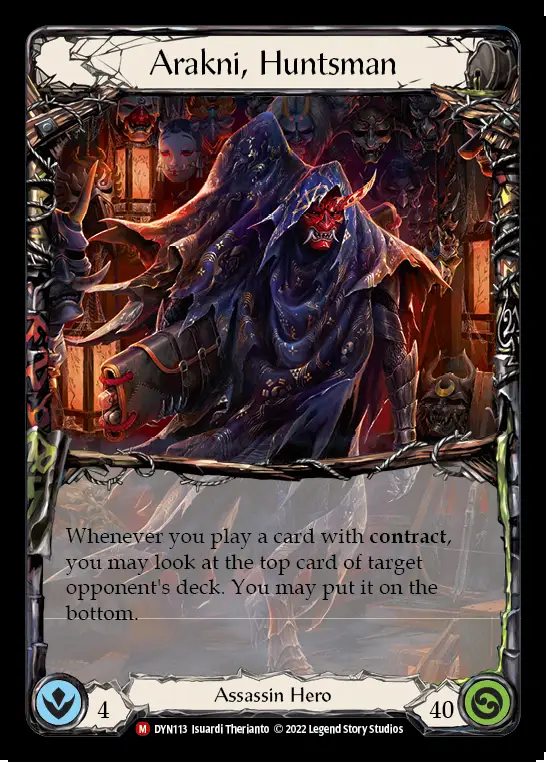 Arakni, Huntsman
Whenever you play a card with contract,
you may look at the top card of target
opponent's deck. You may put it on the
bottom.
Assassin Hero
4
40
M DYN113 Isuardi Therianto © 2022 Legend Story Studios